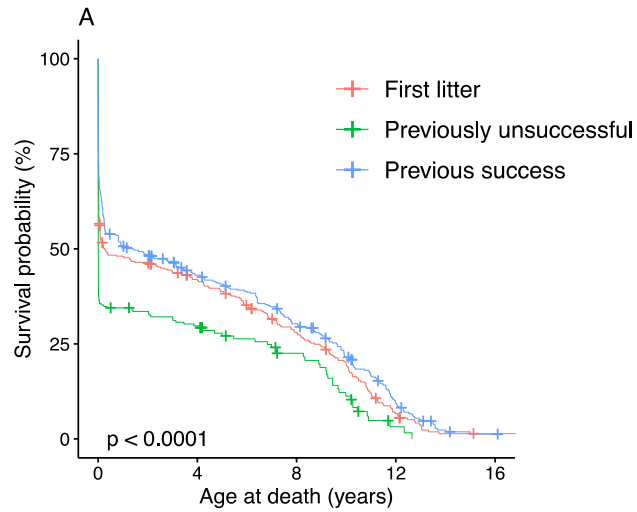 A
Survival probability (%)
100
75
50
25
0
First litter
Previously unsuccessful
Previous success
p < 0.0001
0 4 8 12 16
Age at death (years)